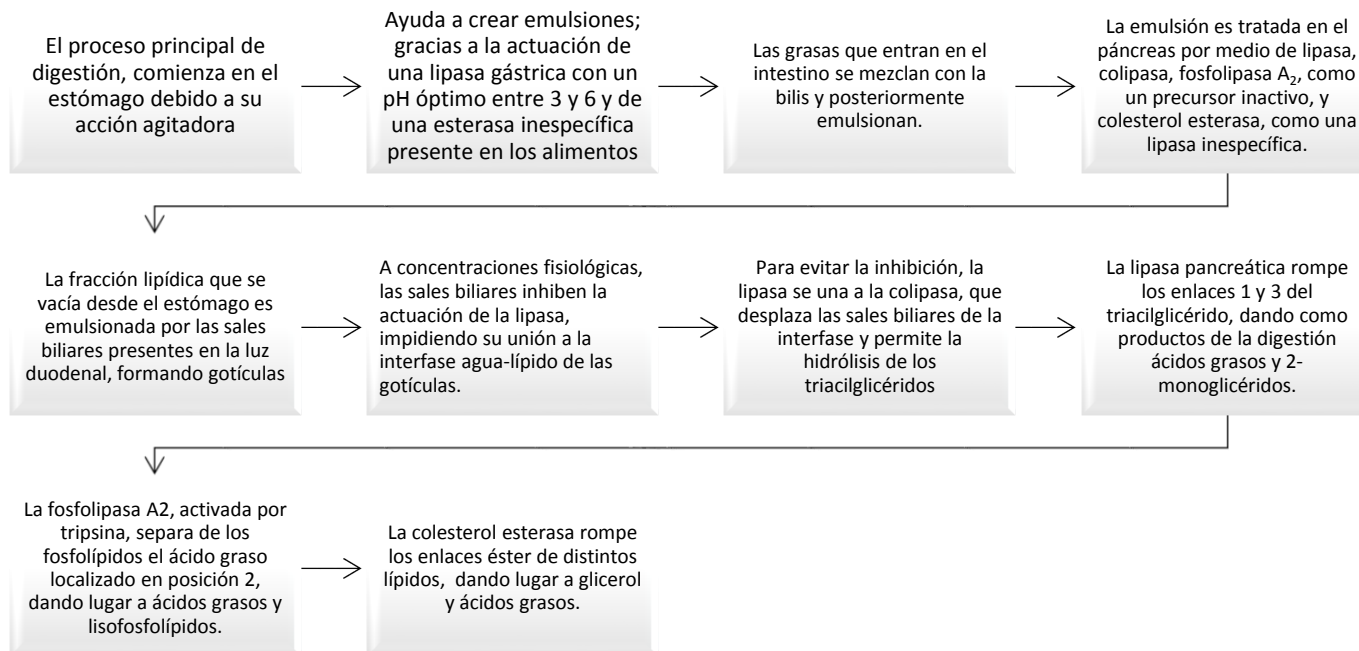 El proceso principal de
digestión, comienza en el
estómago debido a su
acción agitadora
Ayuda a crear emulsiones;
gracias a la actuación de
una lipasa gástrica con un
pH óptimo entre 3 y 6 y de
una esterasa inespecífica
presente en los alimentos
Las grasas que entran en el
intestino se mezclan con la
bilis y posteriormente
emulsionan.
La emulsión es tratada en el
páncreas por medio de lipasa,
colipasa, fosfolipasa A₂, como
un precursor inactivo, y
colesterol esterasa, como una
lipasa inespecífica.
La fracción lipídica que se
vacía desde el estómago es
emulsionada por las sales
biliares presentes en la luz
duodenal, formando gotículas
A concentraciones fisiológicas,
las sales biliares inhiben la
actuación de la lipasa,
impidiendo su unión a la
interfase agua-lípido de las
gotículas.
Para evitar la inhibición, la
lipasa se una a la colipasa, que
desplaza las sales biliares de la
interfase y permite la
hidrólisis de los
triacilglicéridos
La lipasa pancreática rompe
los enlaces 1 y 3 del
triacilglicérido, dando como
productos de la digestión
ácidos grasos y 2-
monoglicéridos.
La fosfolipasa A2, activada por
tripsina, separa de los
fosfolípidos el ácido graso
localizado en posición 2,
dando lugar a ácidos grasos y
lisofosfolípidos.
La colesterol esterasa rompe
los enlaces éster de distintos
lípidos, dando lugar a glicerol
y ácidos grasos.